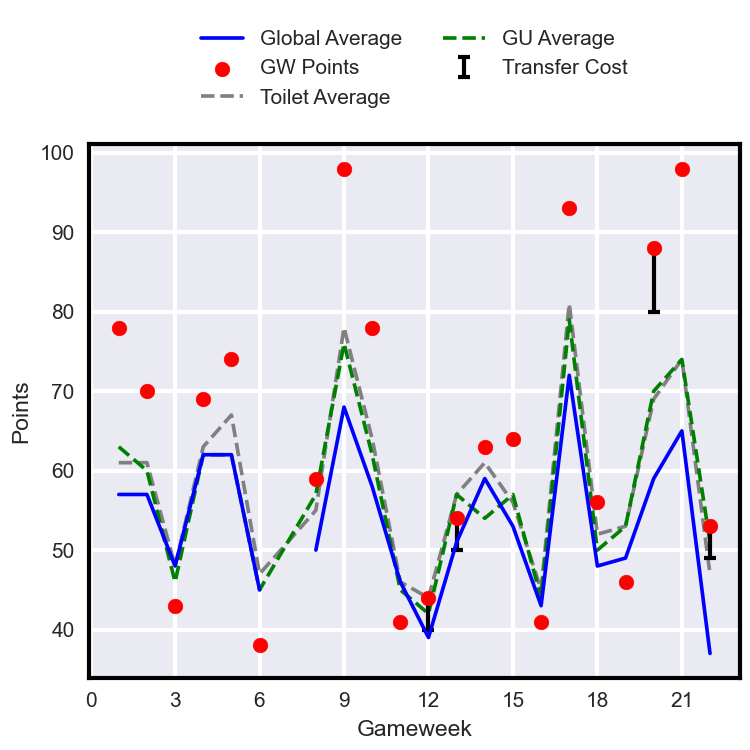 Global Average
GW Points
Toilet Average
GU Average
Transfer Cost
100
90
80
70
60
50
40
Points
0 3 6 9 12 15 18 21
Gameweek